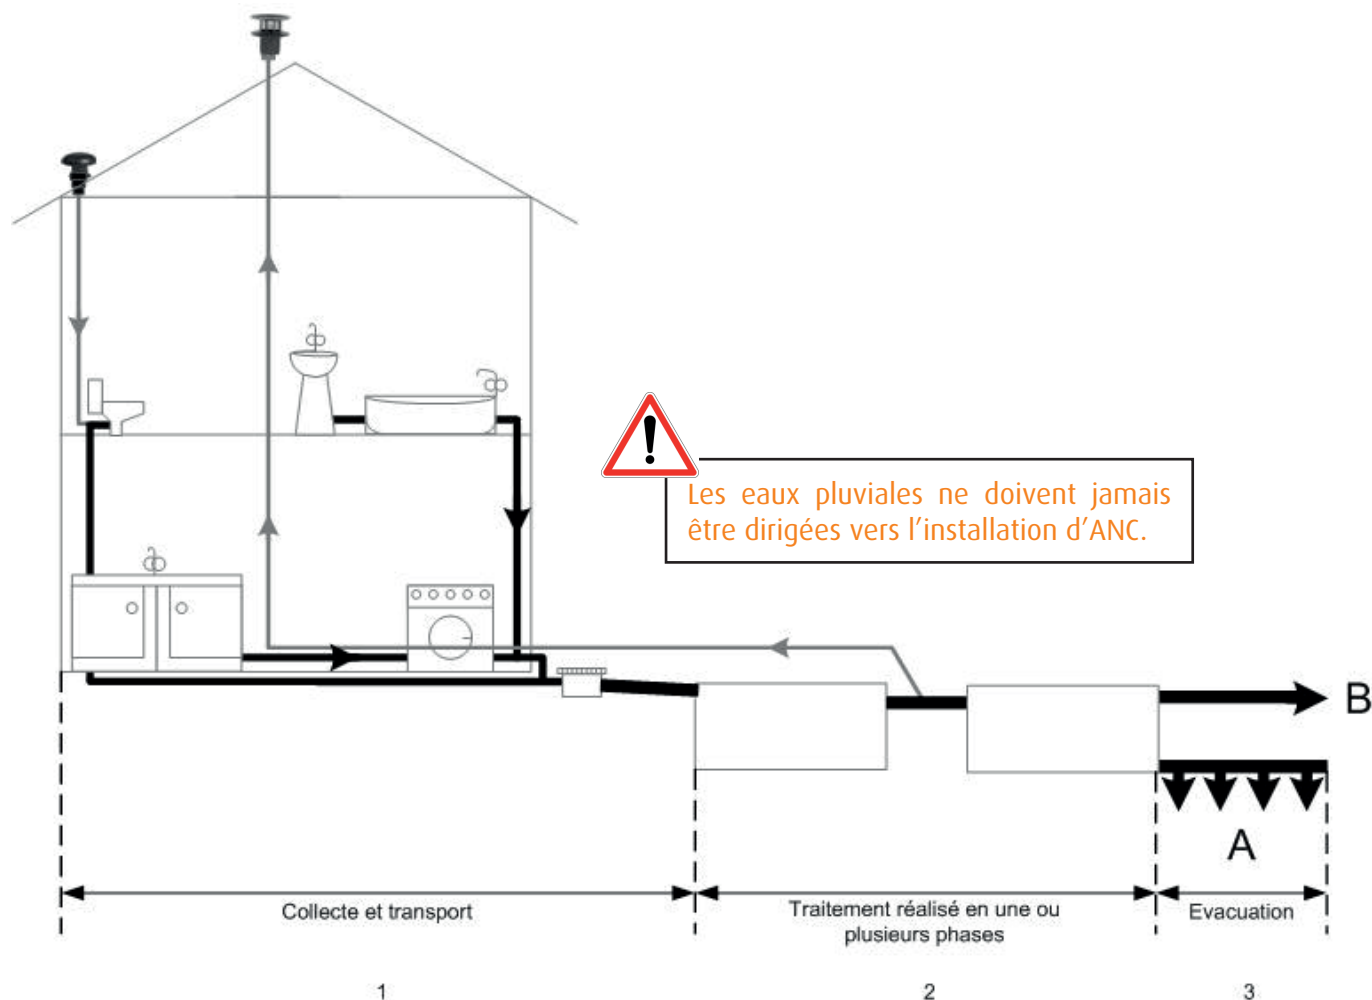 Les eaux pluviales ne doivent jamais
être dirigées vers l'installation d'ANC.
B
A
Collecte et transport
Traitement réalisé en une ou
plusieurs phases
Evacuation
1
2
3